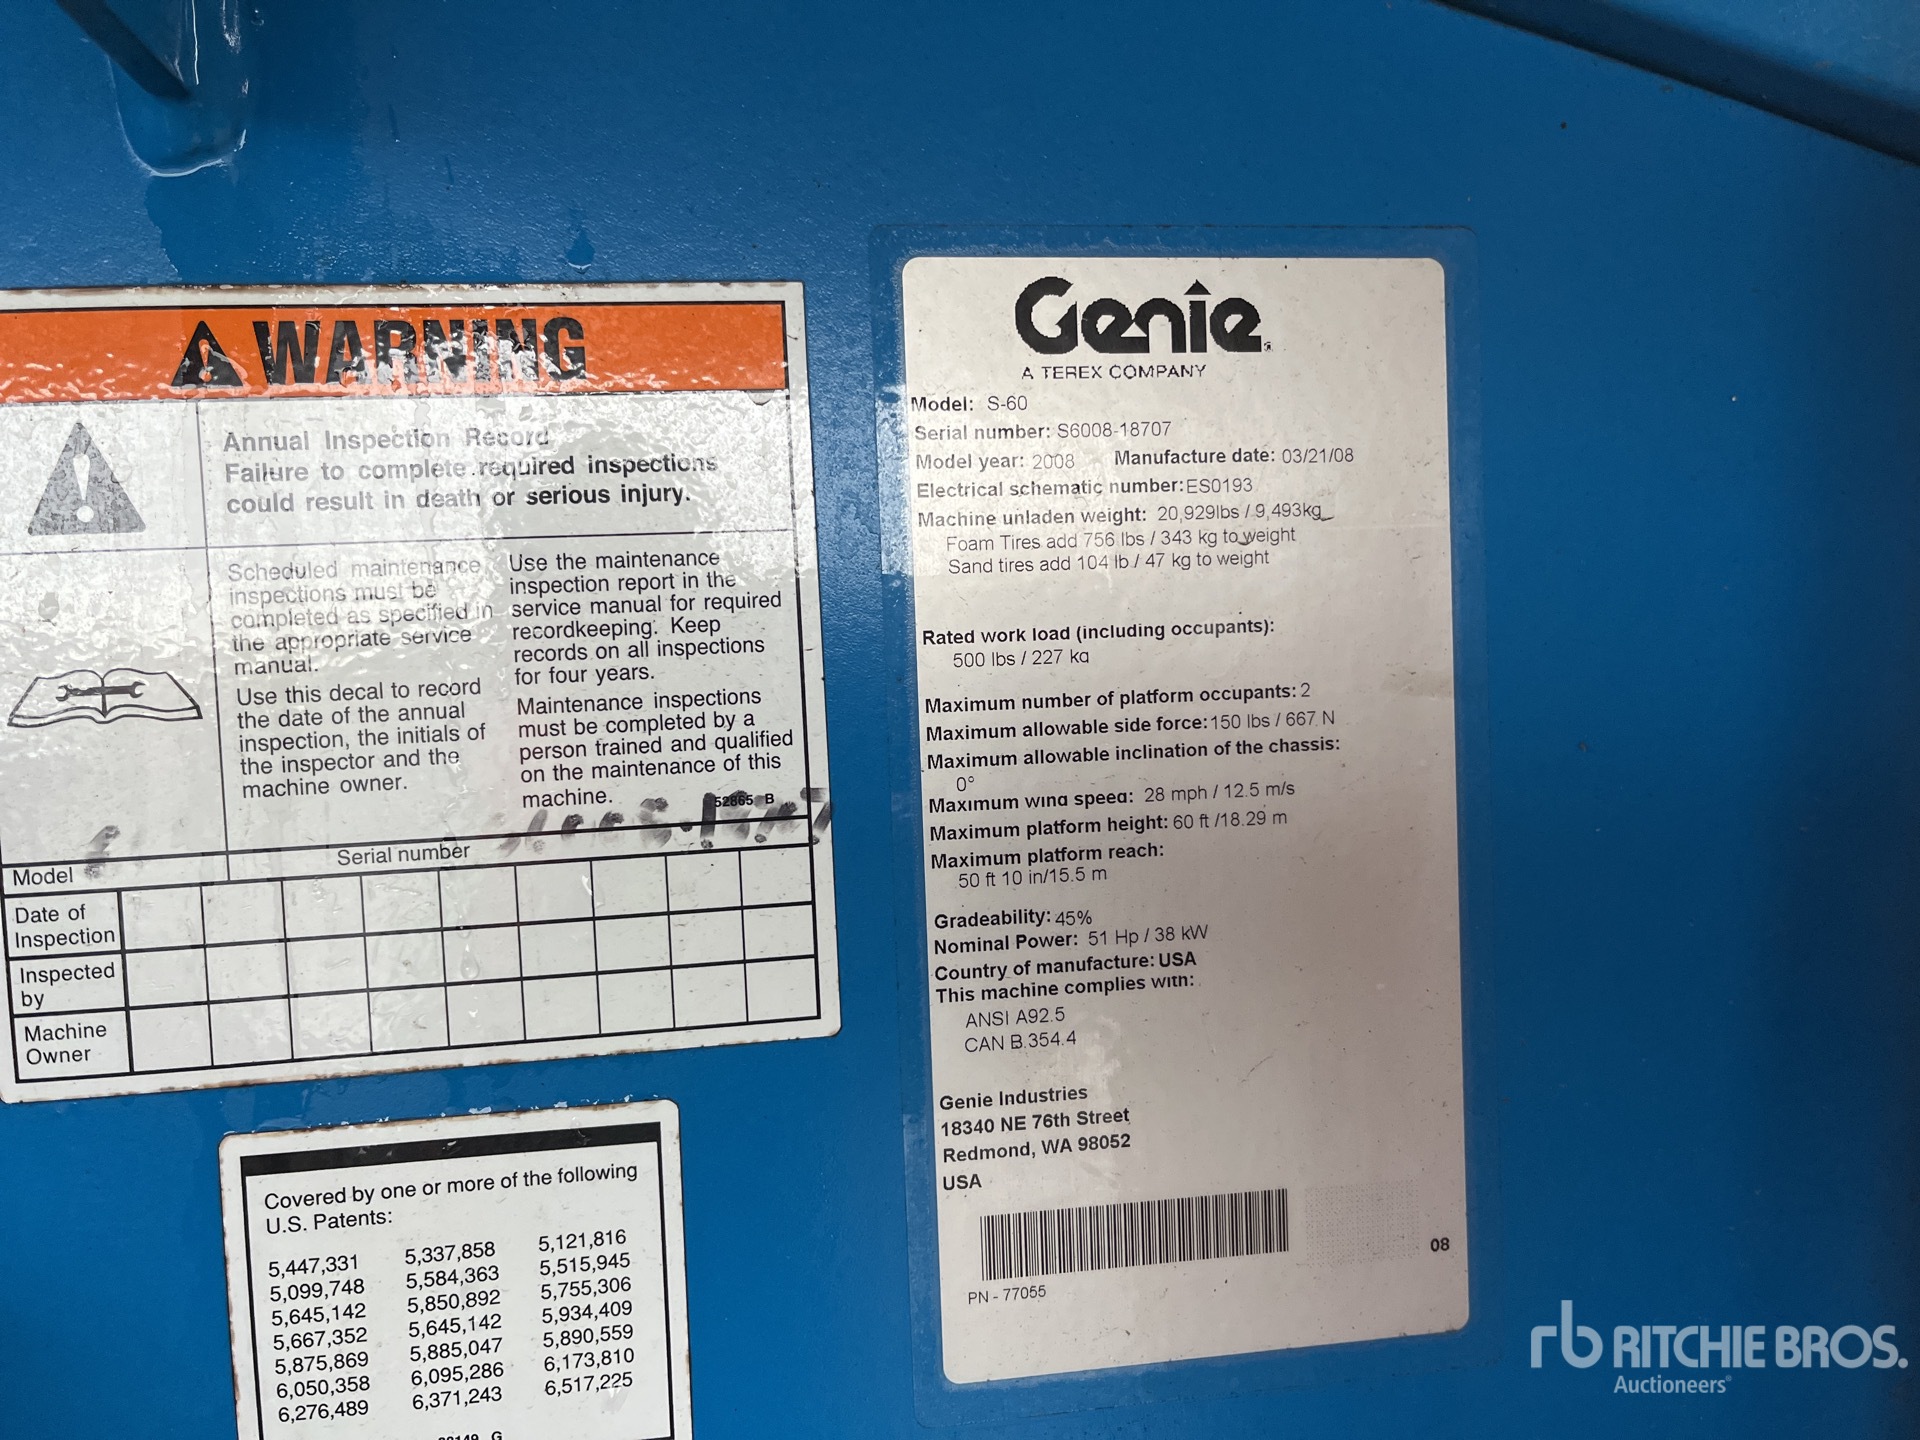 WARNING
Annual Inspection Record
Failure to complete required inspections
could result in death or serious injury.
Scheduled maintenance
inspections must be
completed as specified in
the appropriate service
manual.
Use this decal to record
the date of the annual
inspection, the initials of
the inspector and the
machine owner.
Use the maintenance
inspection report in the
service manual for required
recordkeeping. Keep
records on all inspections
for four years.
Maintenance inspections
must be completed by a
person trained and qualified
on the maintenance of this
machine.
52865 B
Model
Serial number
Date of
Inspection
Inspected
by
Machine
Owner
Covered by one or more of the following
U.S. Patents:
5,447,331 5,337,858 5,121,816
5,099,748 5,584,363 5,515,945
5,645,142 5,850,892 5,755,306
5,667,352 5,645,142 5,934,409
5,875,869 5,885,047 5,890,559
6,050,358 6,095,286 6,173,810
6,276,489 6,371,243 6,517,225
Genie
A TEREX COMPANY
Model: S-60
Serial number: S6008-18707
Model year: 2008 Manufacture date: 03/21/08
Electrical schematic number: ES0193
Machine unladen weight: 20,929lbs / 9,493kg
Foam Tires add 756 lbs / 343 kg to weight
Sand tires add 104 lb / 47 kg to weight
Rated work load (including occupants):
500 lbs / 227 kg
Maximum number of platform occupants: 2
Maximum allowable side force: 150 lbs / 667 N
Maximum allowable inclination of the chassis:
0°
Maximum wind speed: 28 mph / 12.5 m/s
Maximum platform height: 60 ft /18.29 m
Maximum platform reach:
50 ft 10 in/15.5 m
Gradeability: 45%
Nominal Power: 51 Hp / 38 kW
Country of manufacture: USA
This machine complies with:
ANSI A92.5
CAN B.354.4
Genie Industries
18340 NE 76th Street
Redmond, WA 98052
USA
08
PN - 77055
rb RITCHIE BROS.
Auctioneers